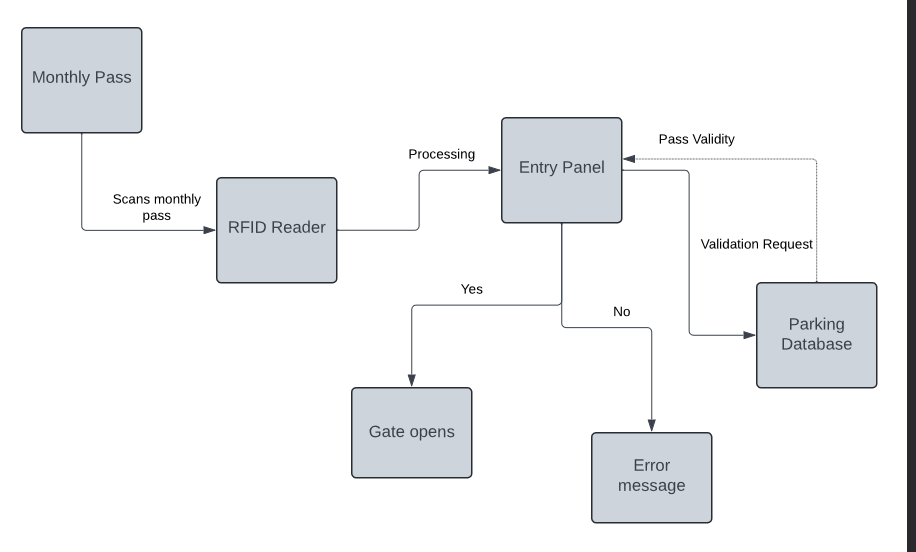 Monthly Pass
Scans monthly
pass
RFID Reader
Processing
Entry Panel
Pass Validity
Validation Request
Parking
Database
Yes
No
Gate opens
Error
message